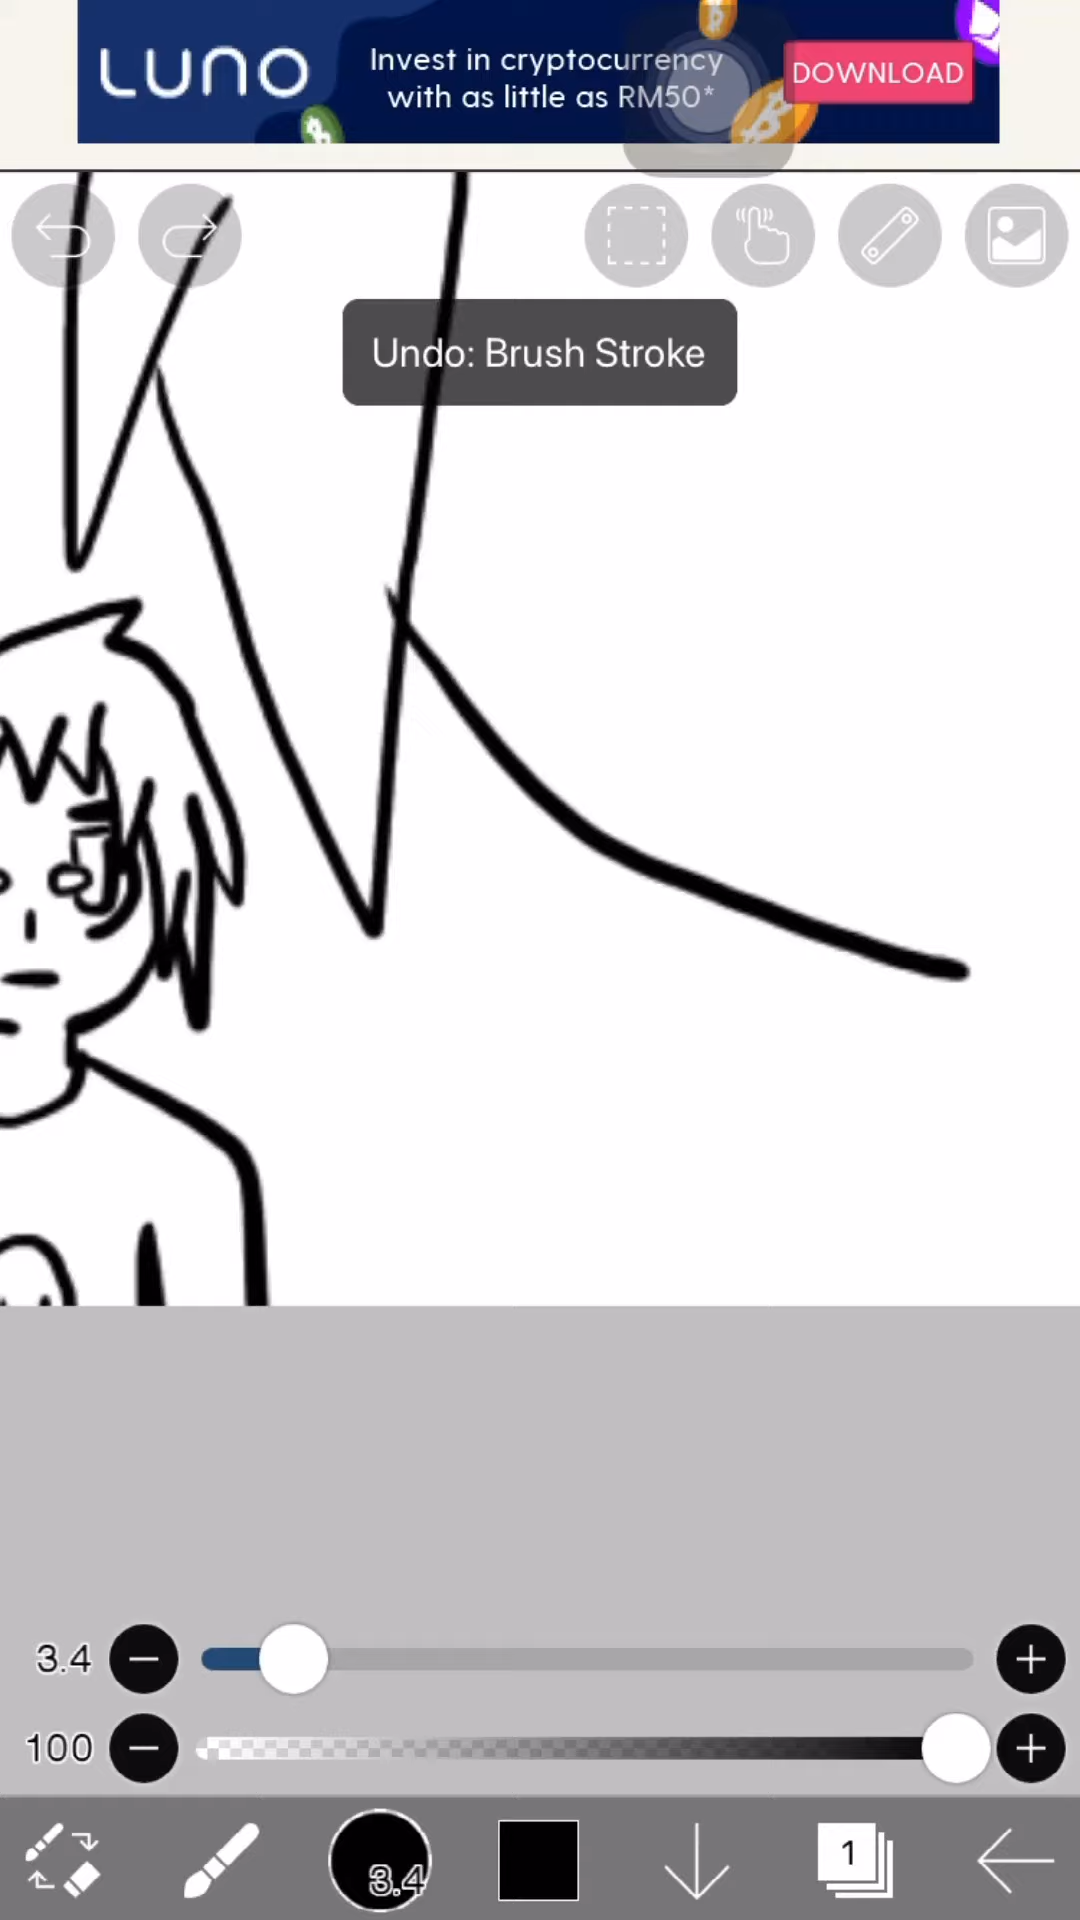 LUNO
Invest in cryptocurrency
with as little as RM50*
DOWNLOAD
Undo: Brush Stroke
3.4
100
3.4
1